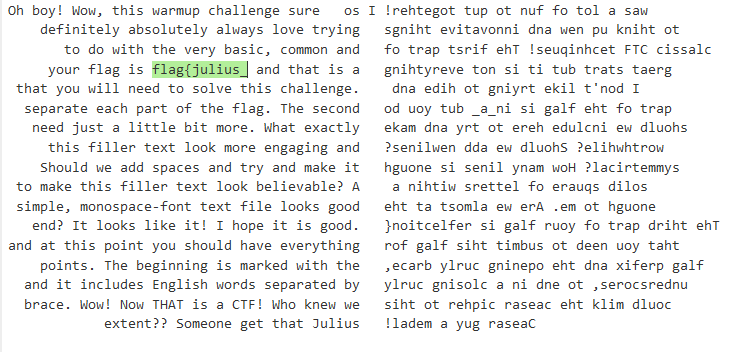 Oh boy! Wow, this warmup challenge sure   os I !rehtegot tup ot nuf fo tol a saw
definitely absolutely always love trying   sgniht evitavonni dna wen pu kniht ot
to do with the very basic, common and   fo trap tsrif ehT !seuqinhcet FTC cissalc
your flag is flag{julius_ and that is a   gnihtyreve ton si ti tub trats taerg
that you will need to solve this challenge.    dna edih ot gniyrt ekil t'nod I
separate each part of the flag. The second   od uoy tub _a_ni si galf eht fo trap
need just a little bit more. What exactly   ekam dna yrt ot ereh edulcni ew dluohs
this filler text look more engaging and   ?senilwen dda ew dluohS ?elihwhtrow
Should we add spaces and try and make it   hguone si senil ynam woH ?lacirtemmys
to make this filler text look believable? A    a nihtiw srettel fo erauqs dilos
simple, monospace-font text file looks good   eht ta tsomla ew erA .em ot hguone
end? It looks like it! I hope it is good.   }noitcelfer si galf ruoy fo trap driht ehT
and at this point you should have everything   rof galf siht timbus ot deen uoy taht
points. The beginning is marked with the   ,ecarb ylruc gninepo eht dna xiferp galf
and it includes English words separated by   ylruc gnisolc a ni dne ot ,serocsrednu
brace. Wow! Now THAT is a CTF! Who knew we   siht ot rehpic raseac eht klim dluoc
extent?? Someone get that Julius   !ladem a yug raseaC